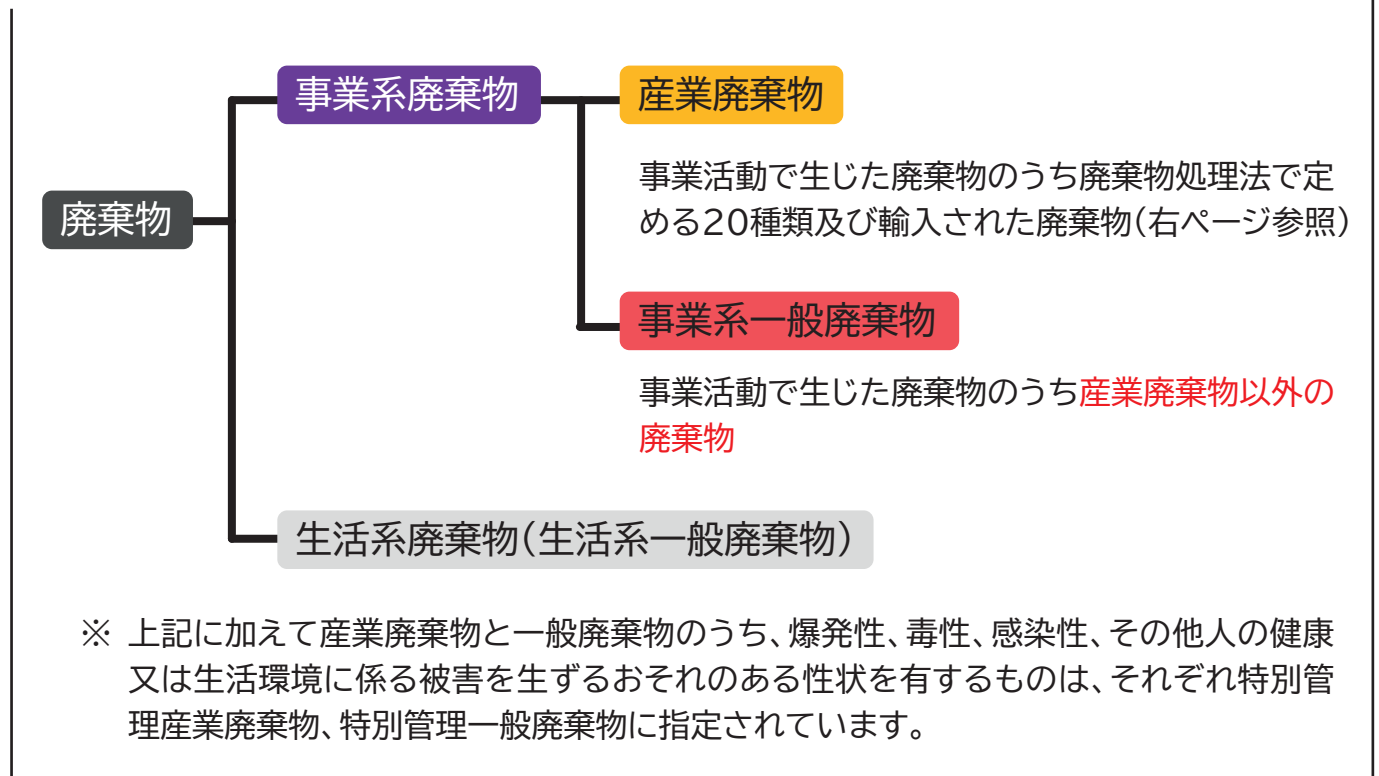 廃棄物
事業系廃棄物
産業廃棄物
事業活動で生じた廃棄物のうち廃棄物処理法で定
める20種類及び輸入された廃棄物(右ページ参照)
事業系一般廃棄物
事業活動で生じた廃棄物のうち産業廃棄物以外の
廃棄物
生活系廃棄物(生活系一般廃棄物)
※ 上記に加えて産業廃棄物と一般廃棄物のうち、爆発性、毒性、感染性、その他人の健康
又は生活環境に係る被害を生ずるおそれのある性状を有するものは、それぞれ特別管
理産業廃棄物、特別管理一般廃棄物に指定されています。